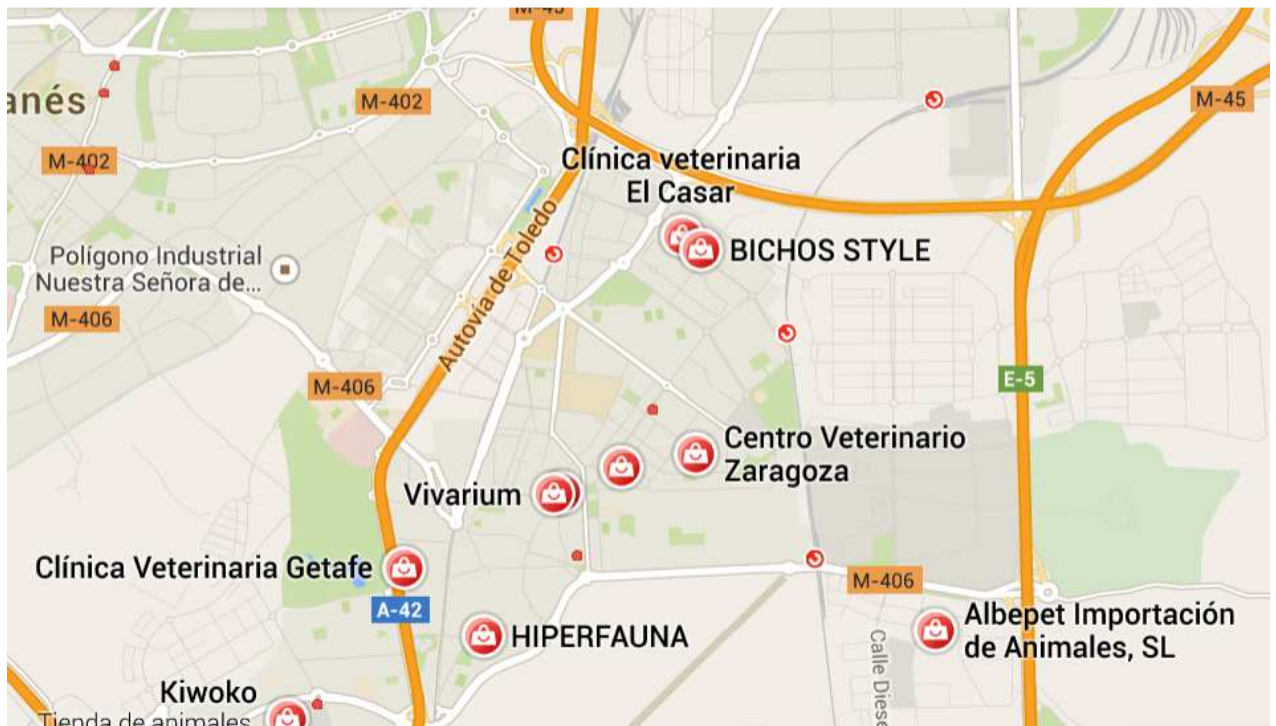 M-45
M-402
anés
M-45
M-402
Clínica veterinaria
El Casar
Autovía de Toledo
BICHOS STYLE
Polígono Industrial
Nuestra Señora de...
M-406
M-406
E-5
Centro Veterinario
Zaragoza
Vivarium
Clínica Veterinaria Getafe
M-406
A-42
Albepet Importación
de Animales, SL
HIPERFAUNA
Calle Diese
Kiwoko
Tienda de animales